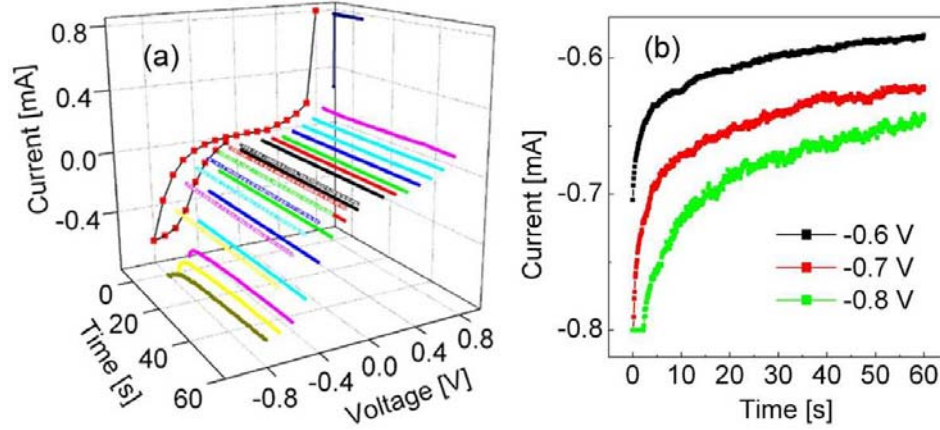 (a)
Current [mA]
0.8
0.4
0.0
-0.4
Time [s]
0
20
40
60
Voltage [V]
-0.8
-0.4
0.0
0.4
0.8
(b)
Current [mA]
-0.6
-0.7
-0.8
-0.6 V
-0.7 V
-0.8 V
0 10 20 30 40 50 60
Time [s]